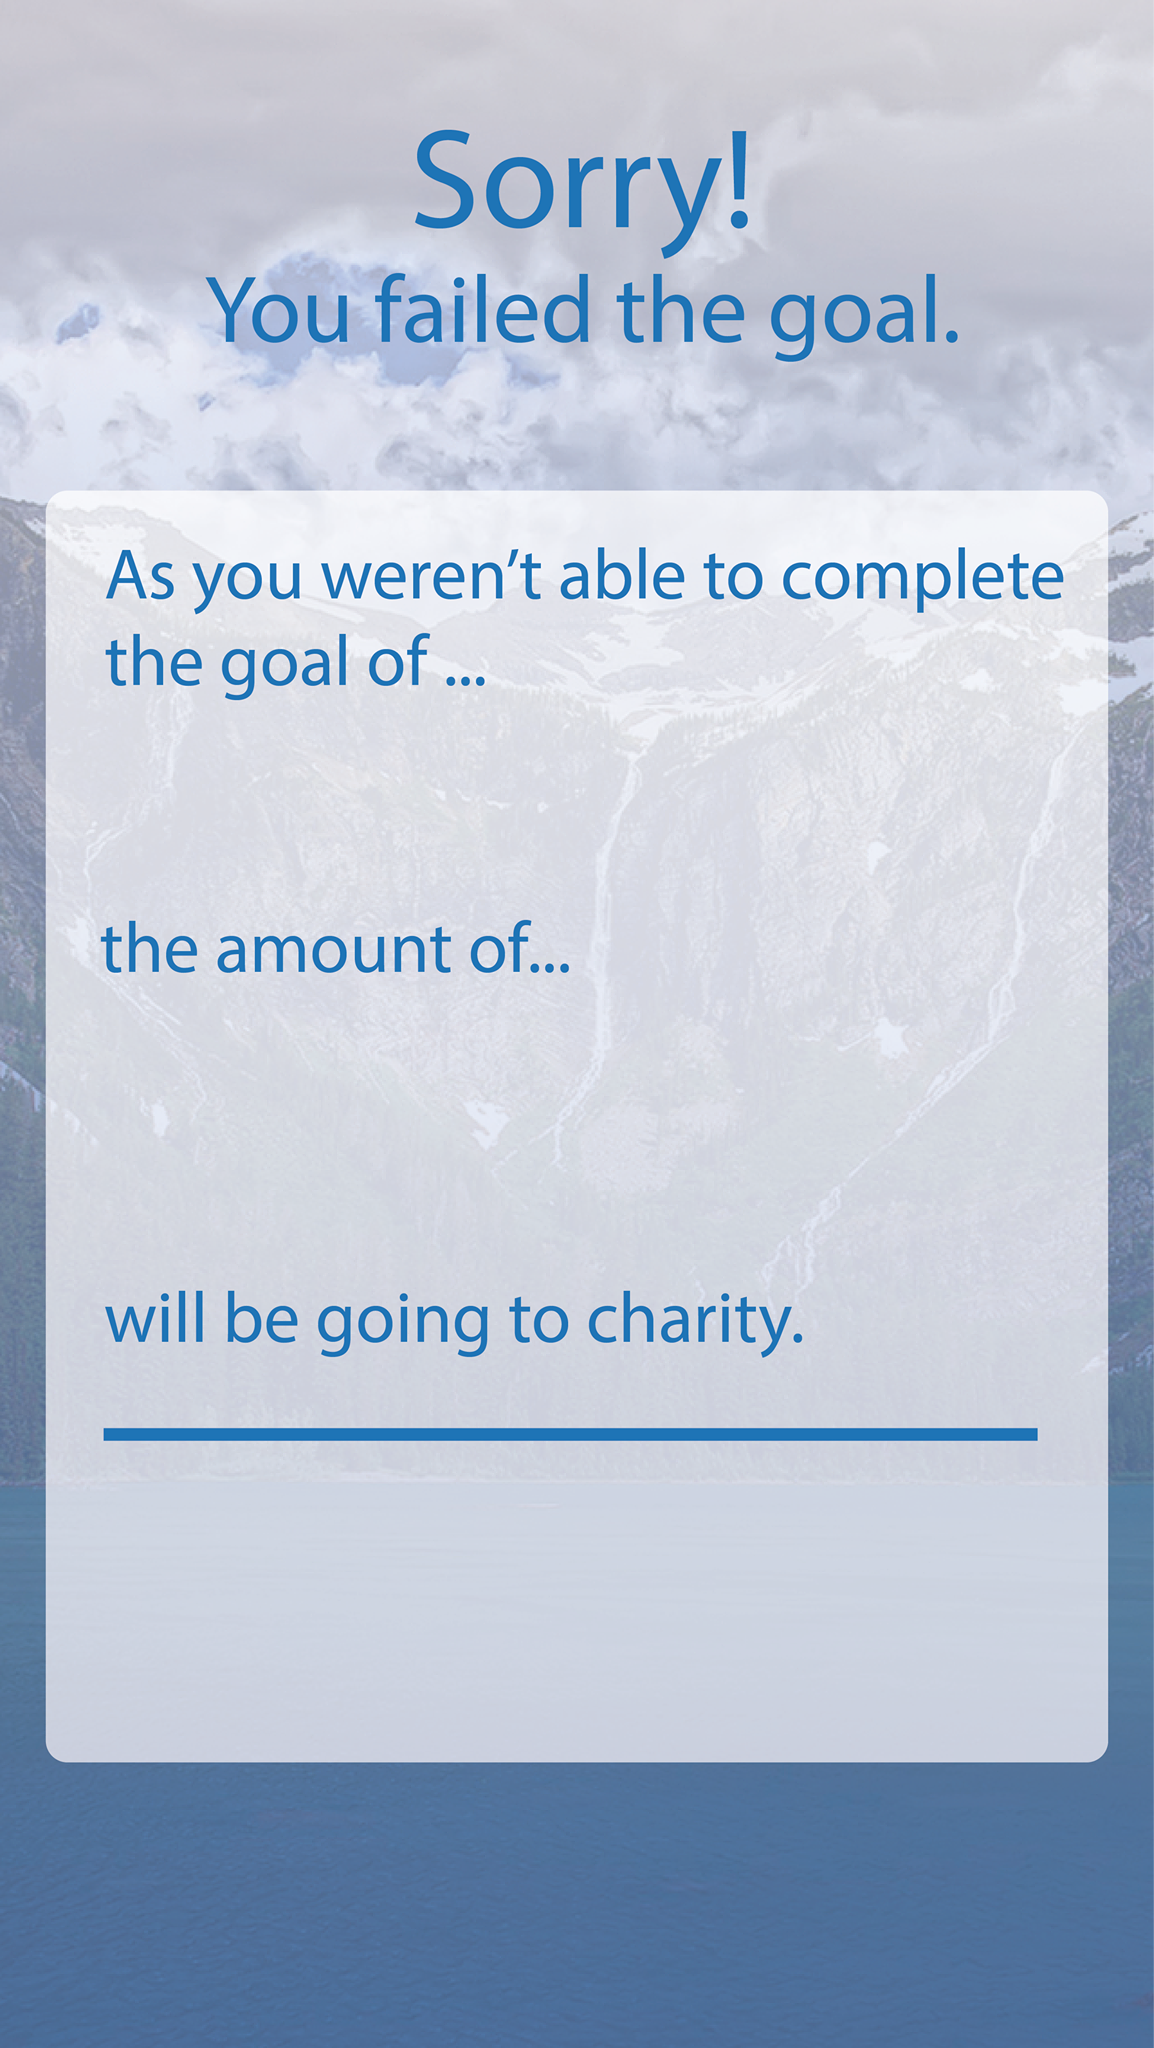 Sorry!
You failed the goal.
As you weren’t able to complete
the goal of ...
the amount of...
will be going to charity.